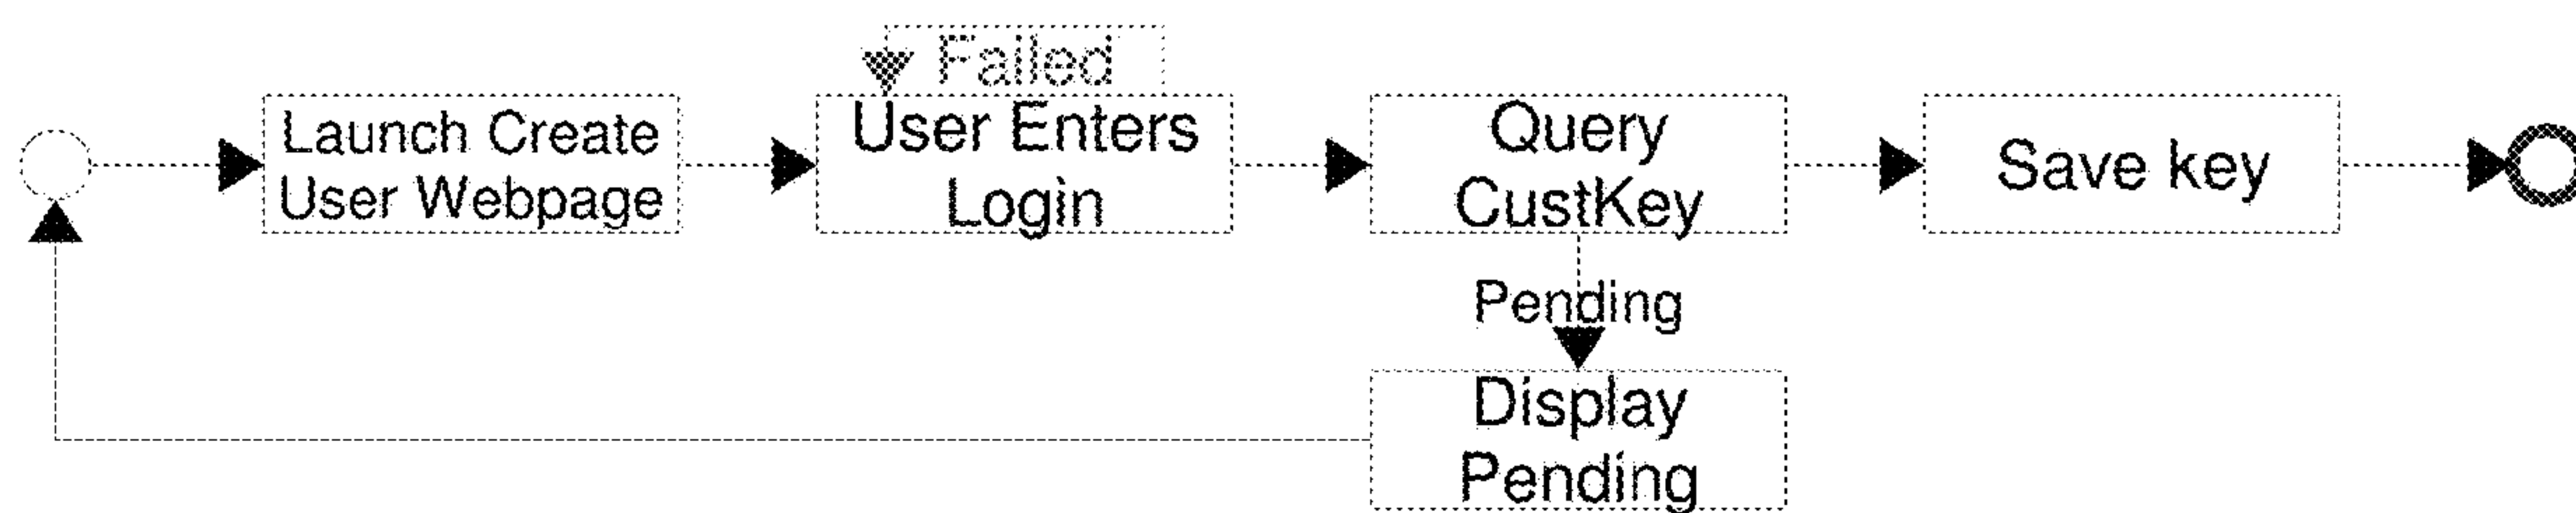 Failed
Launch Create
User Webpage
User Enters
Login
Query
CustKey
Save key
Pending
Display
Pending